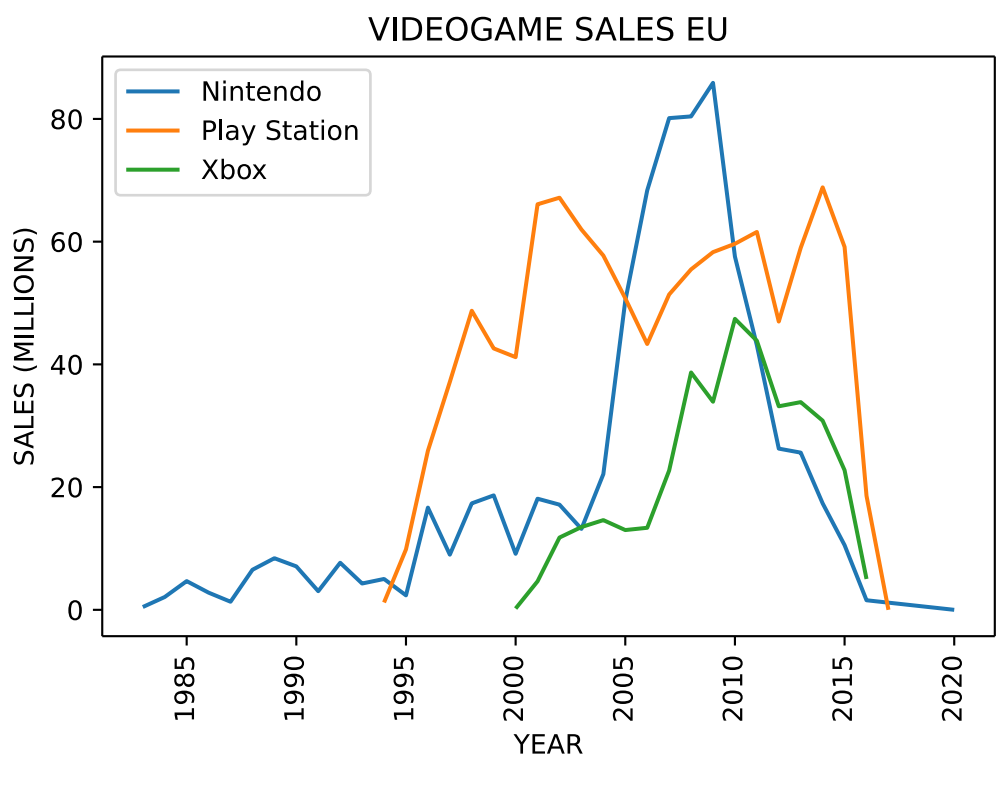 VIDEOGAME SALES EU
Nintendo
Play Station
Xbox
SALES (MILLIONS)
80
60
40
20
0
1985
1990
1995
2000
2005
2010
2015
2020
YEAR